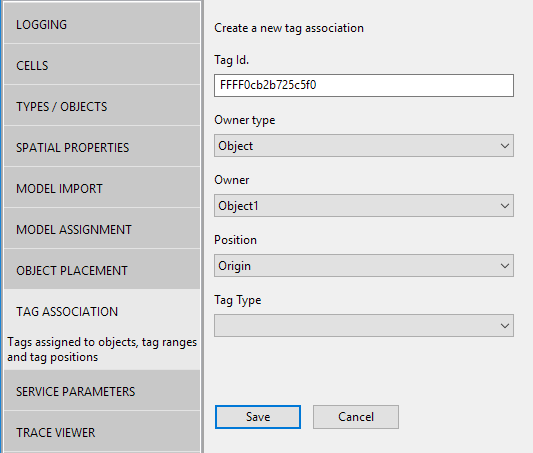 LOGGING
CELLS
TYPES / OBJECTS
SPATIAL PROPERTIES
MODEL IMPORT
MODEL ASSIGNMENT
OBJECT PLACEMENT
TAG ASSOCIATION
Tags assigned to objects, tag ranges
and tag positions
SERVICE PARAMETERS
TRACE VIEWER
Create a new tag association
Tag Id.
FFFF0cb2b725c5f0
Owner type
Object
Owner
Object1
Position
Origin
Tag Type
Save
Cancel